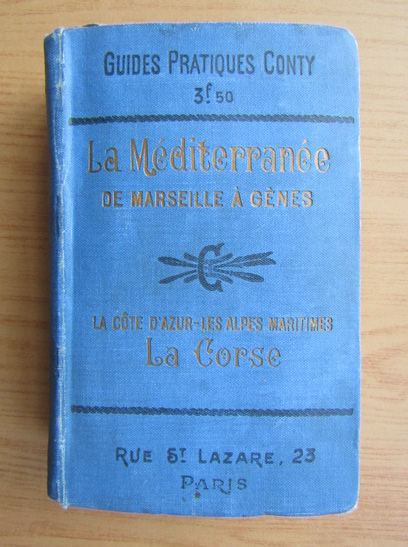 GUIDES PRATIQUES CONTY
3f.50
La Méditerranée
DE MARSEILLE À GÈNES
C
LA CÔTE D'AZUR-LES ALPES MARITIMES
La Corse
RUE ST LAZARE, 23
PARIS